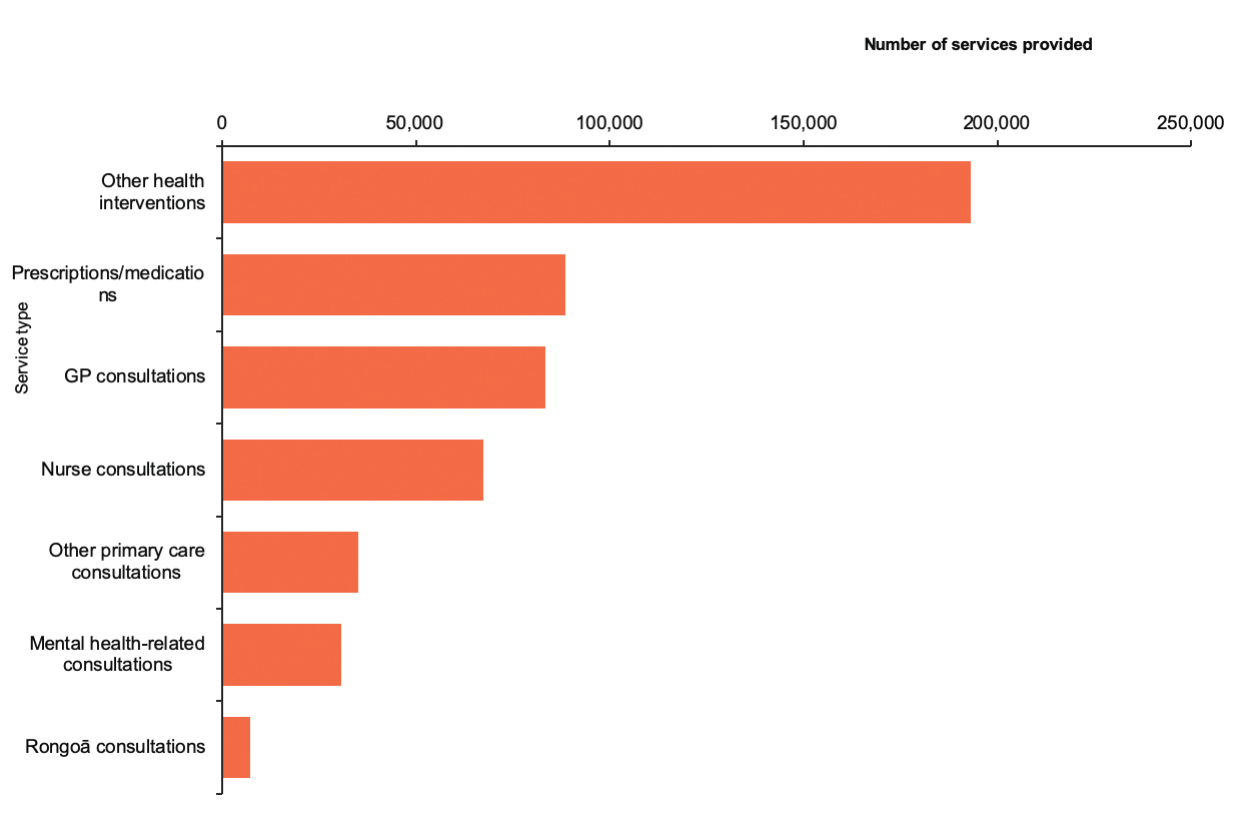 Number of services provided
0 50,000 100,000 150,000 200,000 250,000
Other health
interventions
Prescriptions/medicatio
ns
GP consultations
Nurse consultations
Other primary care
consultations
Mental health-related
consultations
Rongoā consultations
Service type